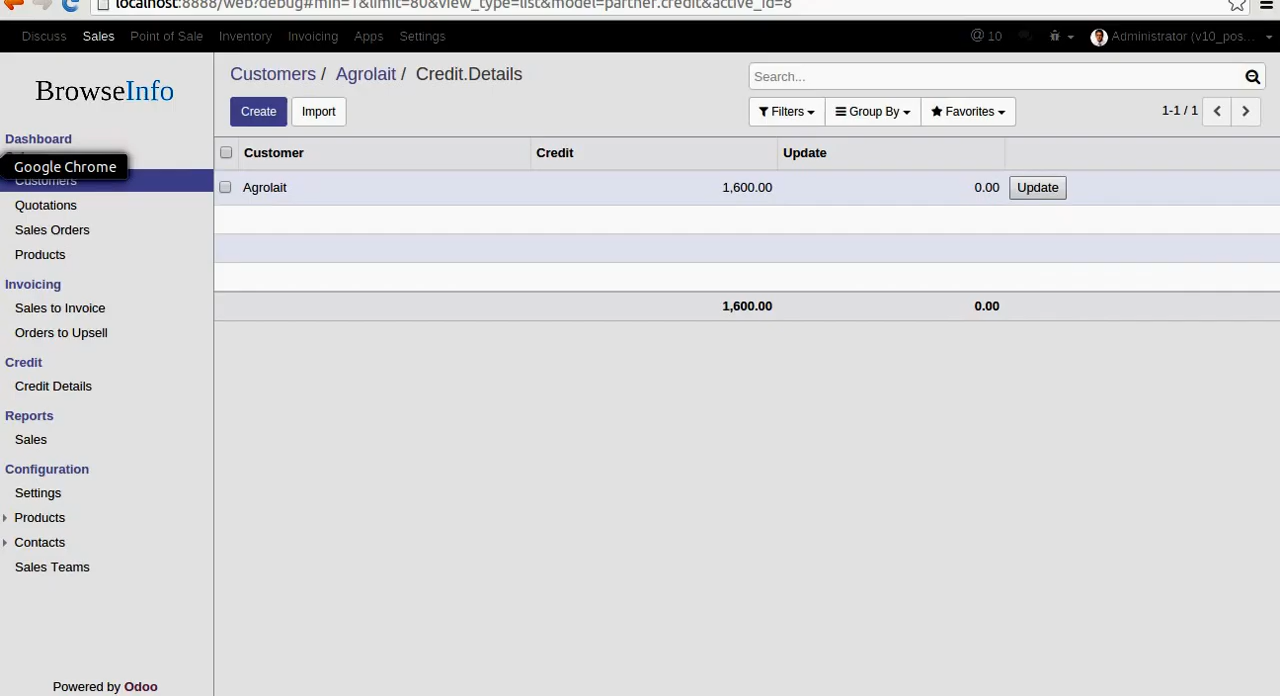 localhost:8888/web?debug#min=1&limit=80&view_type=list&model=partner.credit&active_id=8
Discuss Sales Point of Sale Inventory Invoicing Apps Settings @ 10 Administrator (v10_pos...
BrowseInfo
Customers / Agrolait / Credit.Details
Search...
Create Import
Filters Group By Favorites 1-1 / 1
Dashboard
Google Chrome
Customers
Quotations
Sales Orders
Products
Invoicing
Sales to Invoice
Orders to Upsell
Credit
Credit Details
Reports
Sales
Configuration
Settings
Products
Contacts
Sales Teams
Powered by Odoo
Customer Credit Update
Agrolait 1,600.00 0.00 Update
1,600.00 0.00